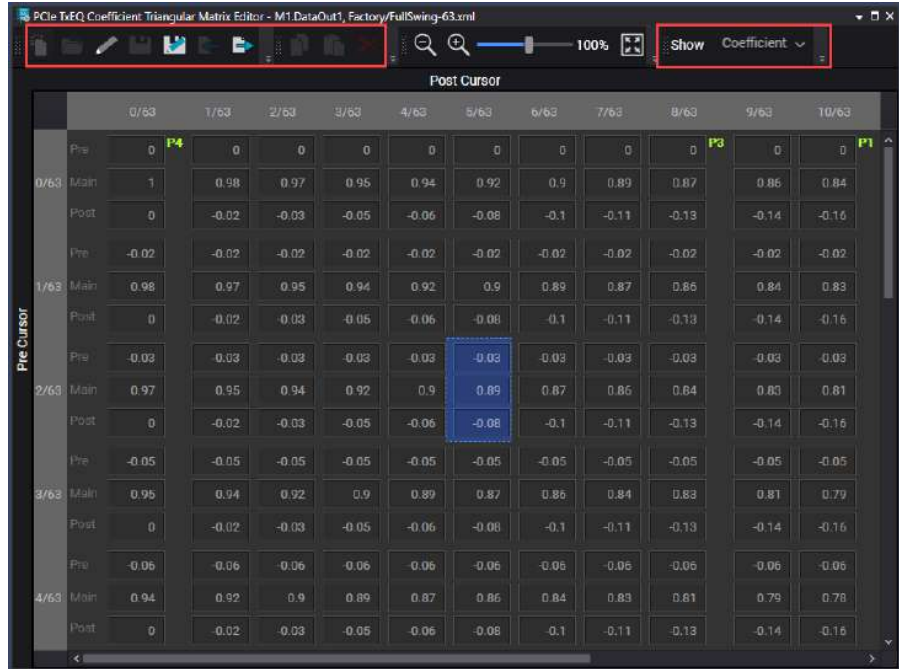 PCIe TxEQ Coefficient Triangular Matrix Editor - M1.DataOut1, Factory/FullSwing-63.xml
100% Show Coefficient
Post Cursor
0/63 1/63 2/63 3/63 4/63 5/63 6/63 7/63 8/63 9/63 10/63
Pre 0 P4 0 0 0 0 0 0 0 0 P3 0 0 P1
0/63 Main 1 0.98 0.97 0.95 0.94 0.92 0.9 0.89 0.87 0.86 0.84
Post 0 -0.02 -0.03 -0.05 -0.06 -0.08 -0.1 -0.11 -0.13 -0.14 -0.16
Pre -0.02 -0.02 -0.02 -0.02 -0.02 -0.02 -0.02 -0.02 -0.02 -0.02 -0.02
1/63 Main 0.98 0.97 0.95 0.94 0.92 0.9 0.89 0.87 0.86 0.84 0.83
Post 0 -0.02 -0.03 -0.05 -0.06 -0.08 -0.1 -0.11 -0.13 -0.14 -0.16
Pre Cursor
Pre -0.03 -0.03 -0.03 -0.03 -0.03 -0.03 -0.03 -0.03 -0.03 -0.03 -0.03
2/63 Main 0.97 0.95 0.94 0.92 0.9 0.89 0.87 0.86 0.84 0.83 0.81
Post 0 -0.02 -0.03 -0.05 -0.06 -0.08 -0.1 -0.11 -0.13 -0.14 -0.16
Pre -0.05 -0.05 -0.05 -0.05 -0.05 -0.05 -0.05 -0.05 -0.05 -0.05 -0.05
3/63 Main 0.95 0.94 0.92 0.9 0.89 0.87 0.86 0.84 0.83 0.81 0.79
Post 0 -0.02 -0.03 -0.05 -0.06 -0.08 -0.1 -0.11 -0.13 -0.14 -0.16
Pre -0.06 -0.06 -0.06 -0.06 -0.06 -0.06 -0.06 -0.06 -0.06 -0.06 -0.06
4/63 Main 0.94 0.92 0.9 0.89 0.87 0.86 0.84 0.83 0.81 0.79 0.78
Post 0 -0.02 -0.03 -0.05 -0.06 -0.08 -0.1 -0.11 -0.13 -0.14 -0.16